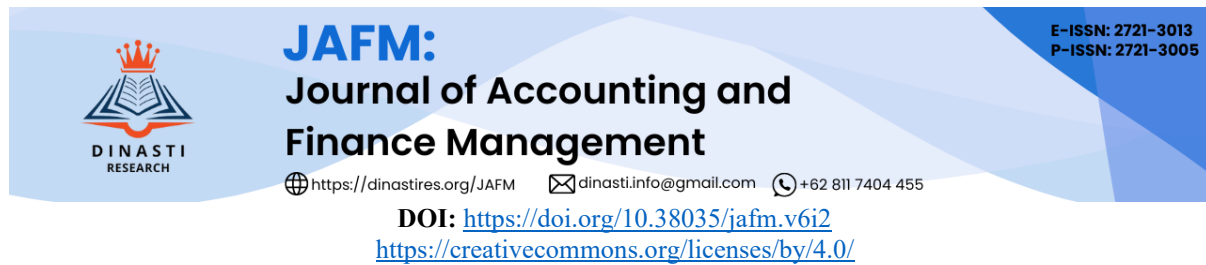 JAFM:
E-ISSN: 2721-3013
P-ISSN: 2721-3005
Journal of Accounting and
Finance Management
DINASTI
RESEARCH
https://dinastires.org/JAFM dinasti.info@gmail.com +62 811 7404 455
DOI: https://doi.org/10.38035/jafm.v6i2
https://creativecommons.org/licenses/by/4.0/